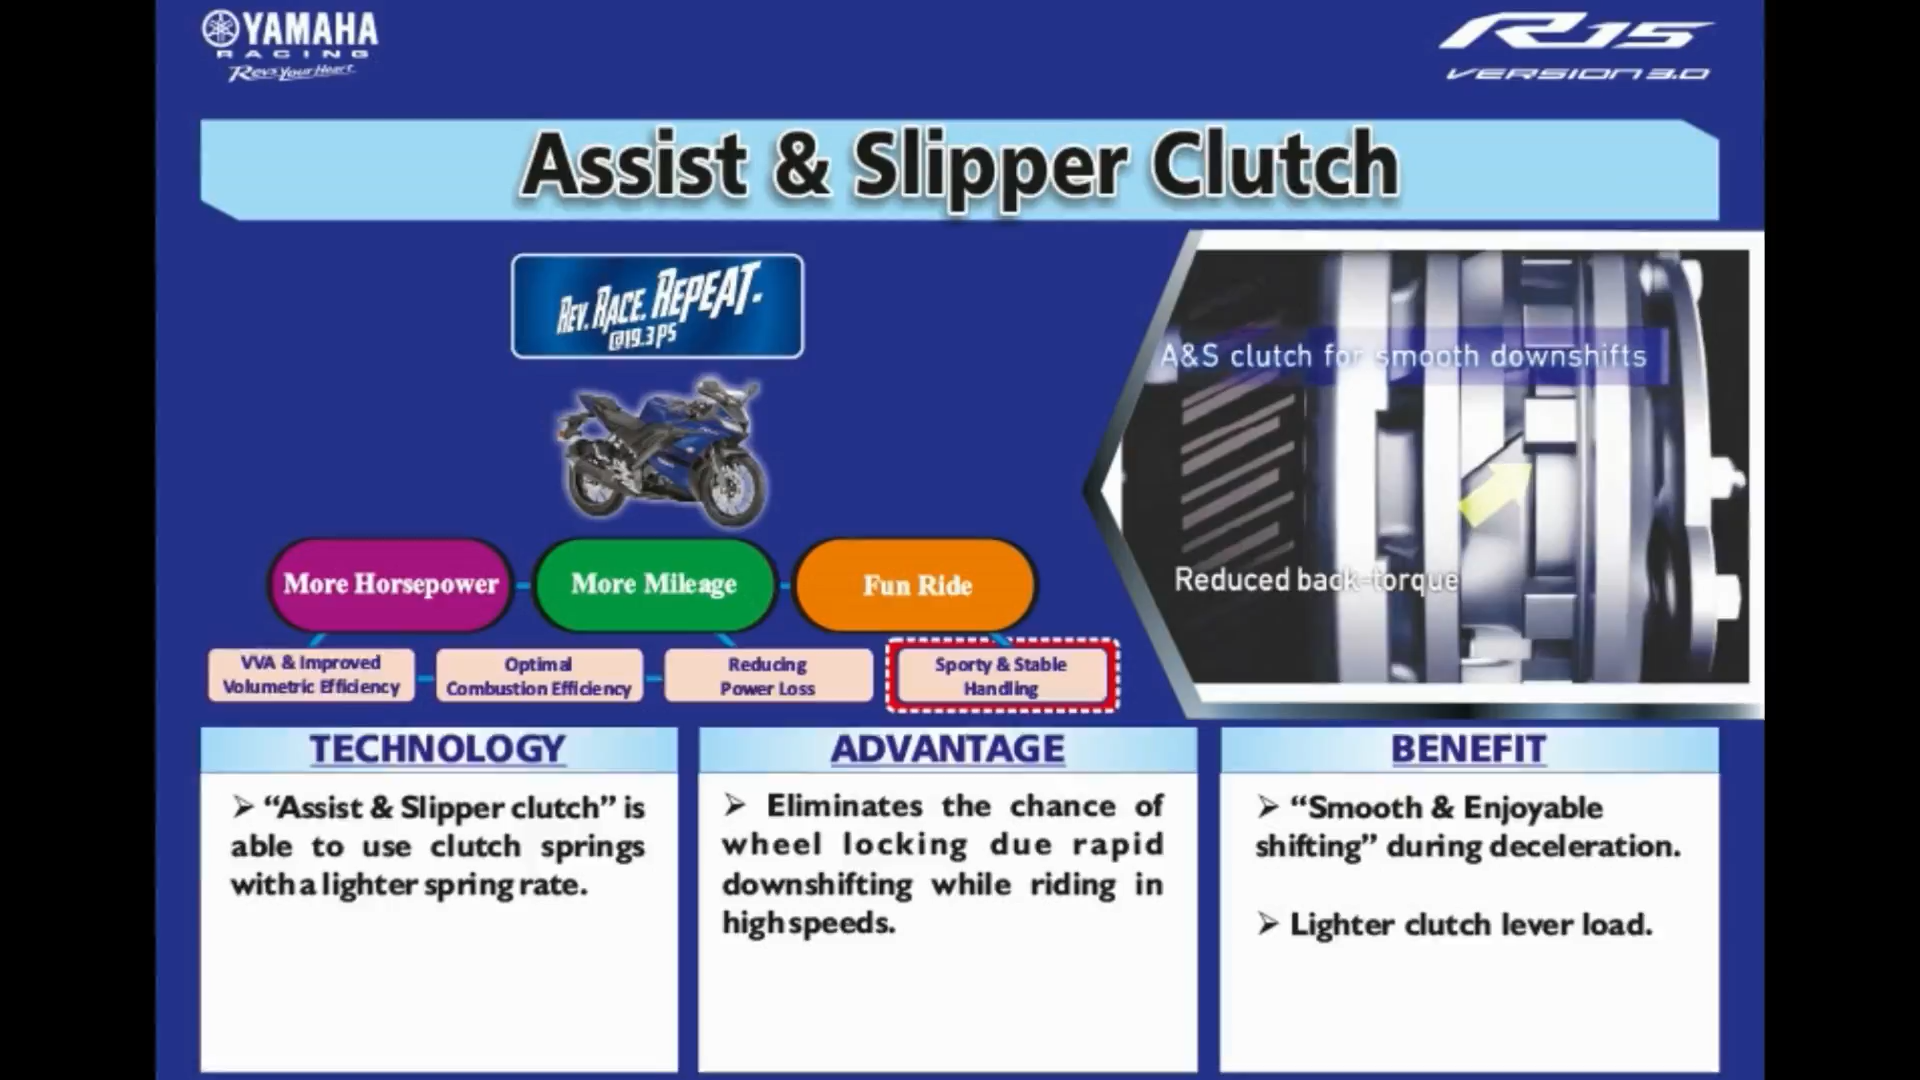 YAMAHA
RACING
Revs Your Heart
R15
VERSION 3.0
Assist & Slipper Clutch
REV. RACE. REPEAT.
@19.3PS
A&S clutch for smooth downshifts
Reduced back-torque
More Horsepower
More Mileage
Fun Ride
VVA & Improved
Volumetric Efficiency
Optimal
Combustion Efficiency
Reducing
Power Loss
Sporty & Stable
Handling
TECHNOLOGY
➢ “Assist & Slipper clutch” is
able to use clutch springs
with a lighter spring rate.
ADVANTAGE
➢ Eliminates the chance of
wheel locking due rapid
downshifting while riding in
high speeds.
BENEFIT
➢ “Smooth & Enjoyable
shifting” during deceleration.
➢ Lighter clutch lever load.